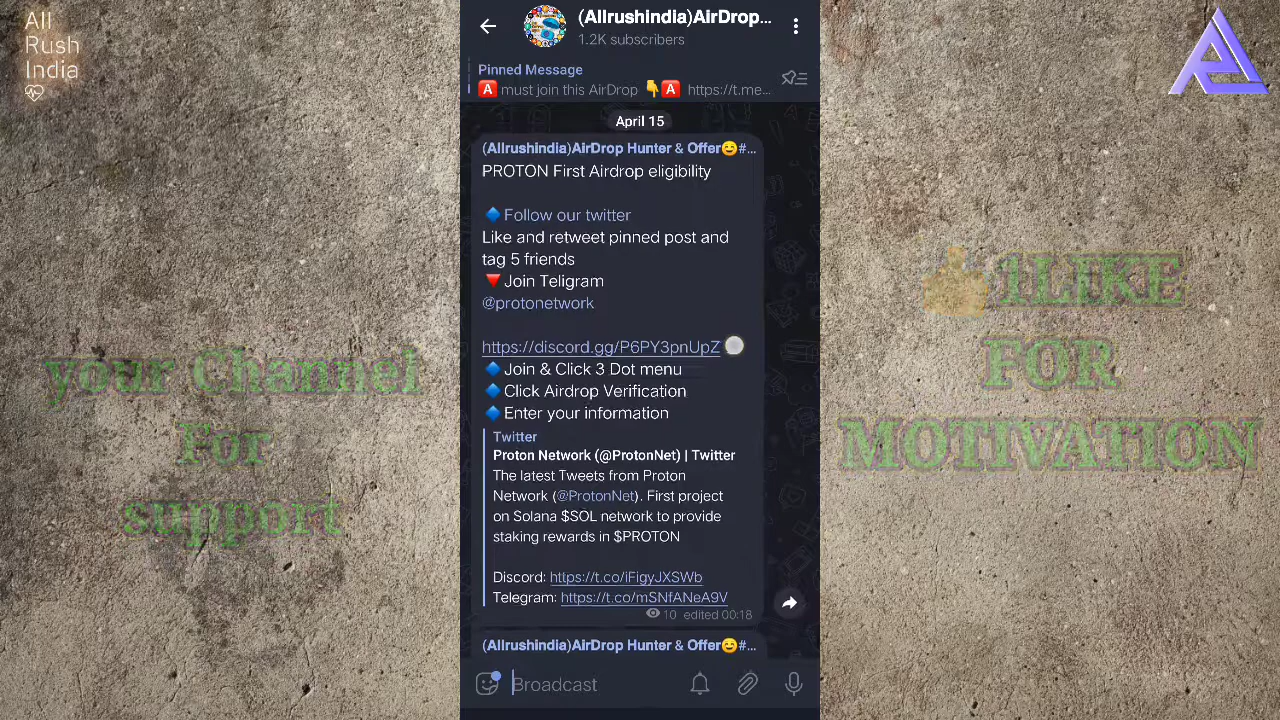 All
Rush
India
(Allrushindia)AirDrop...
1.2K subscribers
Pinned Message
🅰 must join this AirDrop 👇🅰 https://t.me...
April 15
(Allrushindia)AirDrop Hunter & Offer☺️#...
PROTON First Airdrop eligibility
🔹Follow our twitter
Like and retweet pinned post and
tag 5 friends
🔻Join Teligram
@protonetwork
https://discord.gg/P6PY3pnUpZ
🔹Join & Click 3 Dot menu
🔹Click Airdrop Verification
🔹Enter your information
Twitter
Proton Network (@ProtonNet) | Twitter
The latest Tweets from Proton
Network (@ProtonNet). First project
on Solana $SOL network to provide
staking rewards in $PROTON
Discord: https://t.co/iFigyJXSWb
Telegram: https://t.co/mSNfANeA9V
10 edited 00:18
(Allrushindia)AirDrop Hunter & Offer☺️#...
Broadcast
your Channel
For
support
👍1LIKE
FOR
MOTIVATION